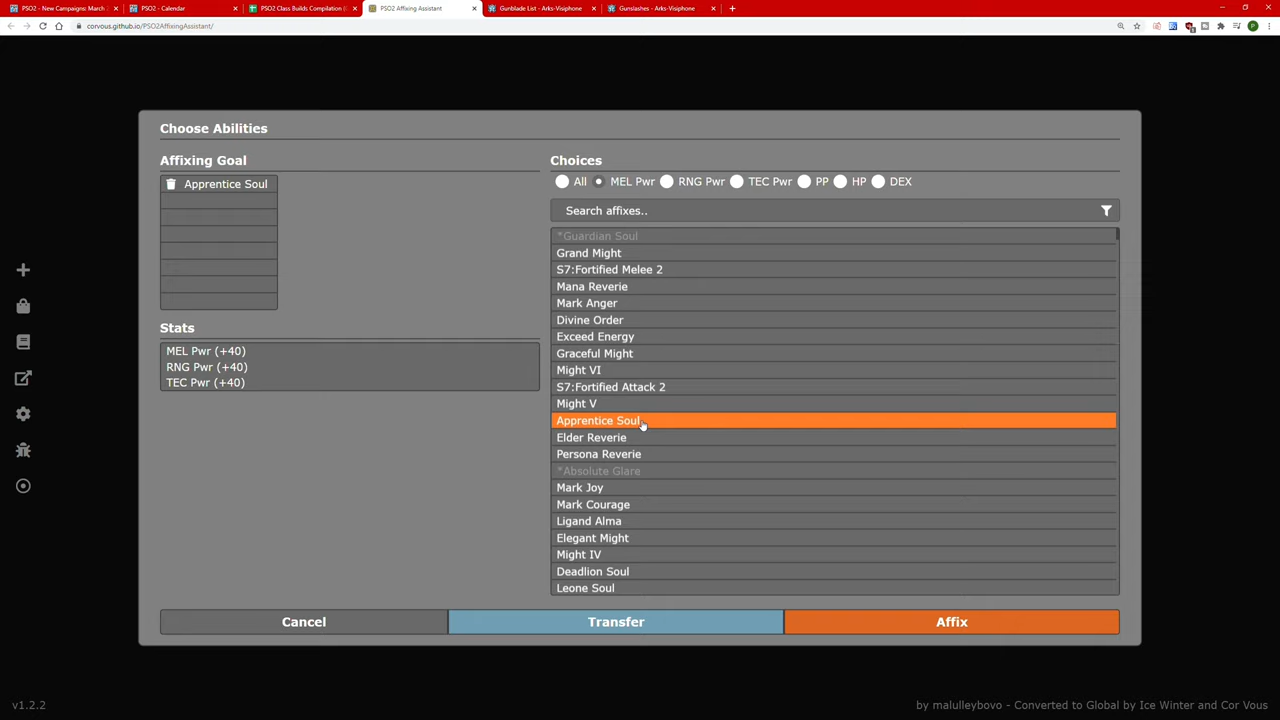 PSO2 - New Campaigns: March
PSO2 - Calendar
PSO2 Class Builds Compilation (
PSO2 Affixing Assistant
Gunblade List - Arks-Visiphone
Gunslashes - Arks-Visiphone
corvous.github.io/PSO2AffixingAssistant/
Choose Abilities
Affixing Goal
Apprentice Soul
Stats
MEL Pwr (+40)
RNG Pwr (+40)
TEC Pwr (+40)
Choices
All MEL Pwr RNG Pwr TEC Pwr PP HP DEX
Search affixes..
*Guardian Soul
Grand Might
S7:Fortified Melee 2
Mana Reverie
Mark Anger
Divine Order
Exceed Energy
Graceful Might
Might VI
S7:Fortified Attack 2
Might V
Apprentice Soul
Elder Reverie
Persona Reverie
*Absolute Glare
Mark Joy
Mark Courage
Ligand Alma
Elegant Might
Might IV
Deadlion Soul
Leone Soul
Cancel
Transfer
Affix
v1.2.2
by malulleybovo - Converted to Global by Ice Winter and Cor Vous